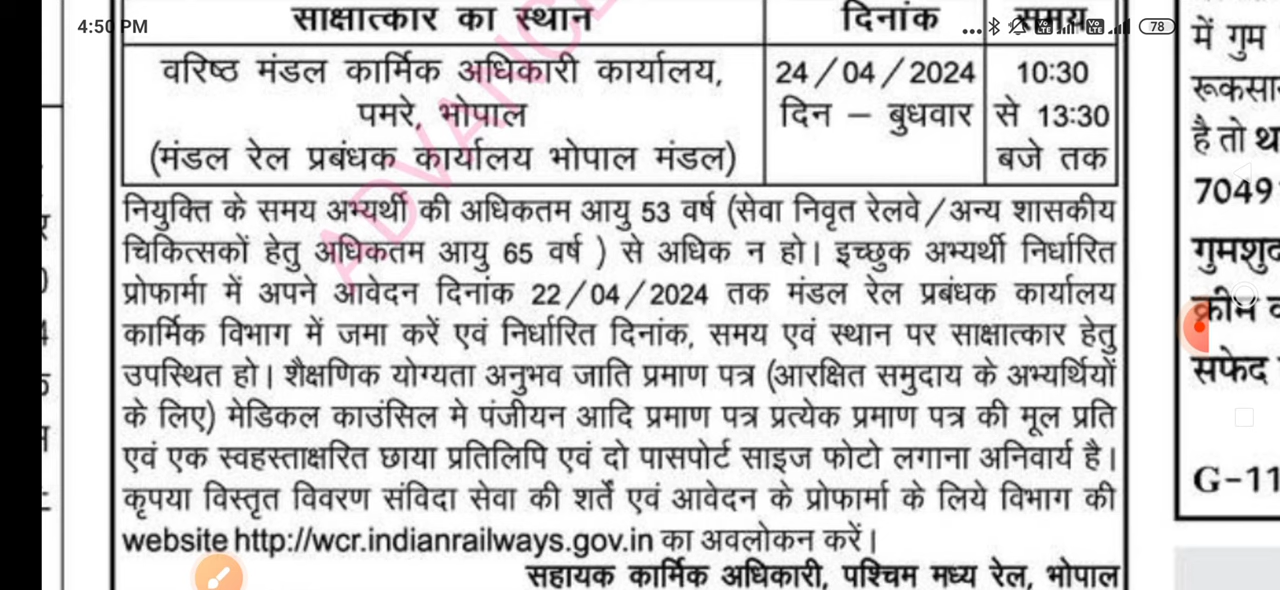 4:50 PM
78
साक्षात्कार का स्थान दिनांक समय
वरिष्ठ मंडल कार्मिक अधिकारी कार्यालय,
पमरे, भोपाल
(मंडल रेल प्रबंधक कार्यालय भोपाल मंडल)
24/04/2024
दिन – बुधवार
10:30
से 13:30
बजे तक
नियुक्ति के समय अभ्यर्थी की अधिकतम आयु 53 वर्ष (सेवा निवृत रेलवे/अन्य शासकीय
चिकित्सकों हेतु अधिकतम आयु 65 वर्ष ) से अधिक न हो। इच्छुक अभ्यर्थी निर्धारित
प्रोफार्मा में अपने आवेदन दिनांक 22/04/2024 तक मंडल रेल प्रबंधक कार्यालय
कार्मिक विभाग में जमा करें एवं निर्धारित दिनांक, समय एवं स्थान पर साक्षात्कार हेतु
उपस्थित हो। शैक्षणिक योग्यता अनुभव जाति प्रमाण पत्र (आरक्षित समुदाय के अभ्यर्थियों
के लिए) मेडिकल काउंसिल मे पंजीयन आदि प्रमाण पत्र प्रत्येक प्रमाण पत्र की मूल प्रति
एवं एक स्वहस्ताक्षरित छाया प्रतिलिपि एवं दो पासपोर्ट साइज फोटो लगाना अनिवार्य है।
कृपया विस्तृत विवरण संविदा सेवा की शर्तें एवं आवेदन के प्रोफार्मा के लिये विभाग की
website http://wcr.indianrailways.gov.in का अवलोकन करें।
सहायक कार्मिक अधिकारी, पश्चिम मध्य रेल, भोपाल
ADVANCE
में गुम
है तो
7049
सफेद
G-11